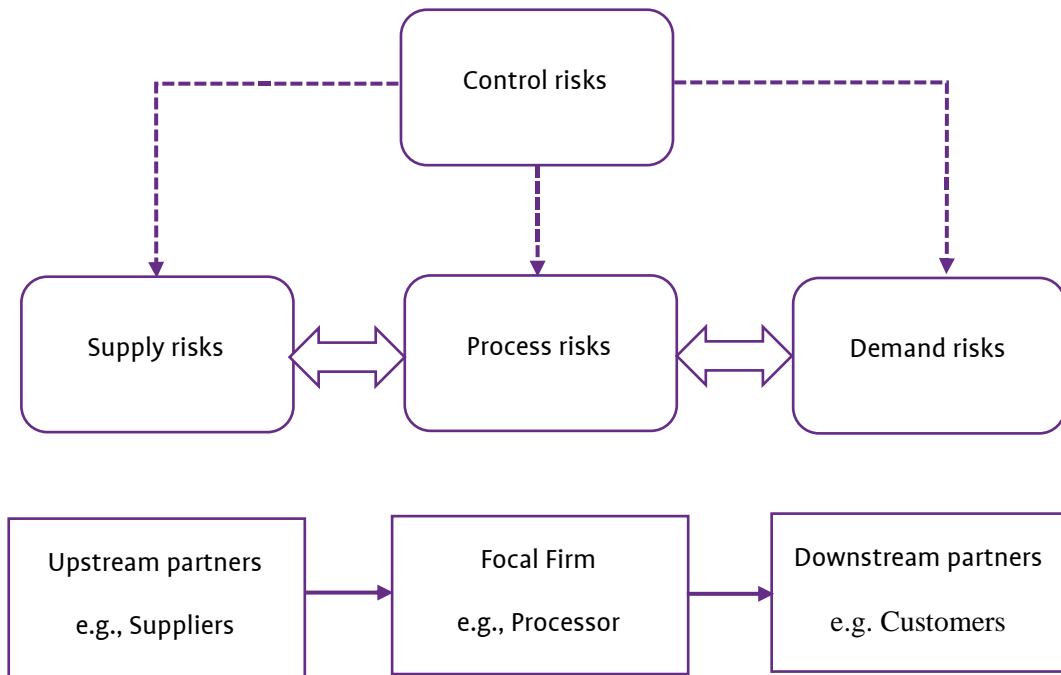 Control risks
Supply risks
Process risks
Demand risks
Upstream partners
e.g., Suppliers
Focal Firm
e.g., Processor
Downstream partners
e.g. Customers